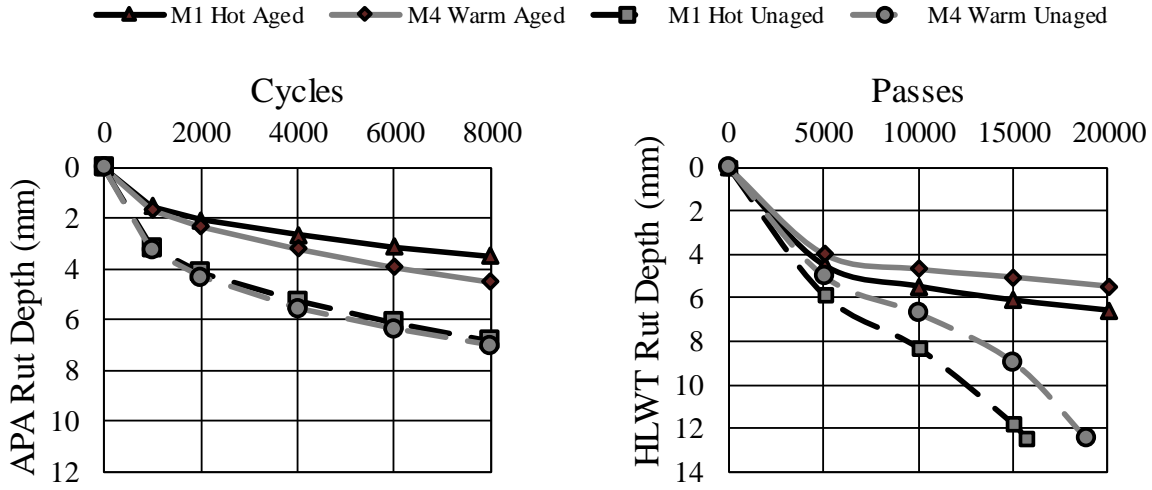 M1 Hot Aged M4 Warm Aged M1 Hot Unaged M4 Warm Unaged
Cycles
0 2000 4000 6000 8000
APA Rut Depth (mm)
0
2
4
6
8
10
12
Passes
0 5000 10000 15000 20000
HLWT Rut Depth (mm)
0
2
4
6
8
10
12
14